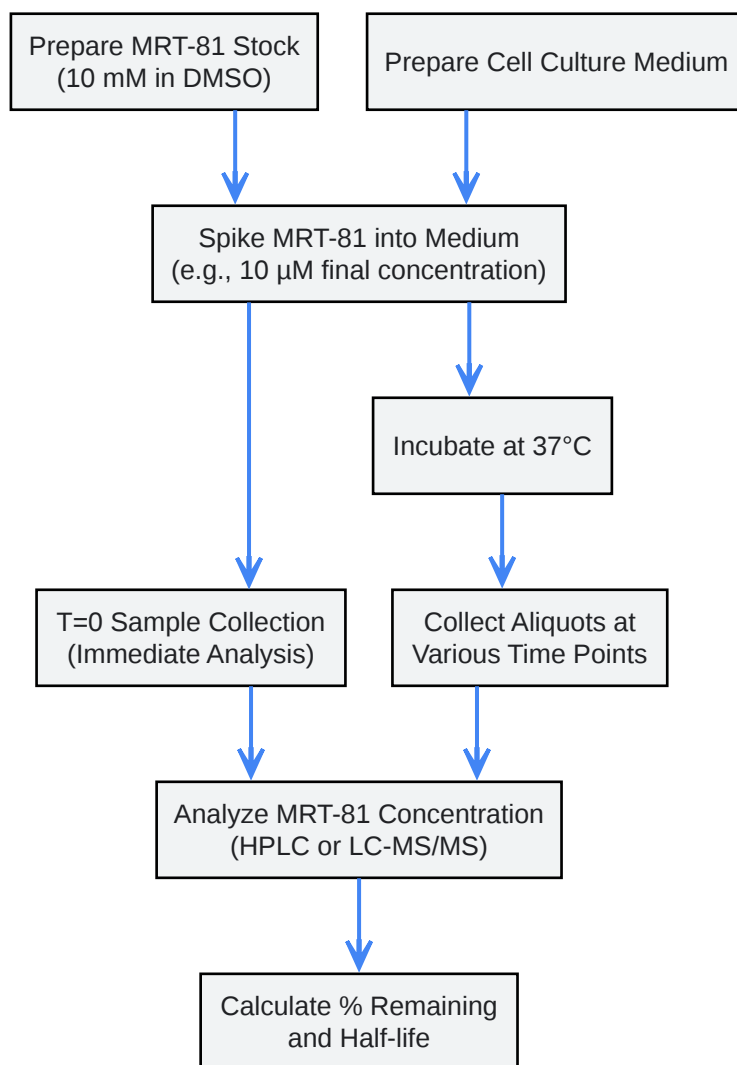 Prepare MRT-81 Stock
(10 mM in DMSO)
Prepare Cell Culture Medium
Spike MRT-81 into Medium
(e.g., 10 µM final concentration)
Incubate at 37°C
T=0 Sample Collection
(Immediate Analysis)
Collect Aliquots at
Various Time Points
Analyze MRT-81 Concentration
(HPLC or LC-MS/MS)
Calculate % Remaining
and Half-life